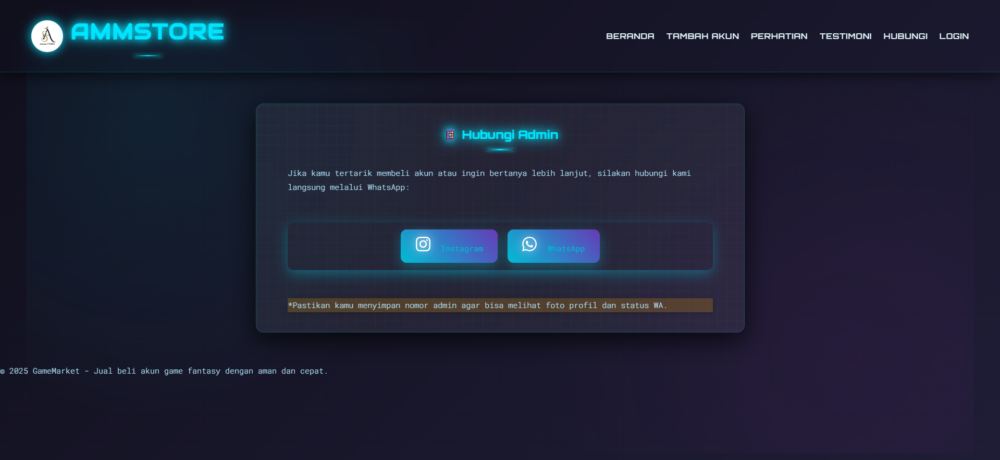 Amma STORE
AMMSTORE
BERANDA TAMBAH AKUN PERHATIAN TESTIMONI HUBUNGI LOGIN
Hubungi Admin
Jika kamu tertarik membeli akun atau ingin bertanya lebih lanjut, silakan hubungi kami
langsung melalui WhatsApp:
Instagram WhatsApp
*Pastikan kamu menyimpan nomor admin agar bisa melihat foto profil dan status WA.
© 2025 GameMarket - Jual beli akun game fantasy dengan aman dan cepat.